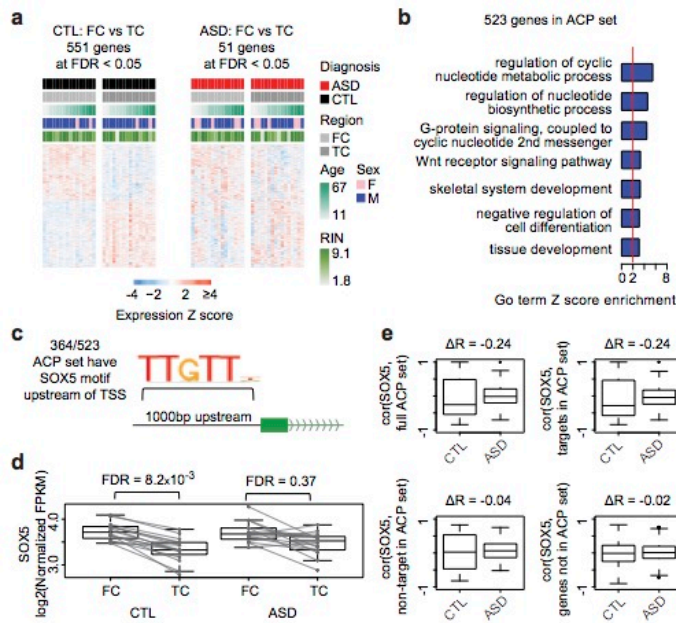 a
CTL: FC vs TC
551 genes
at FDR < 0.05
ASD: FC vs TC
51 genes
at FDR < 0.05
Diagnosis
ASD
CTL
Region
FC
TC
Age
67
11
Sex
F
M
RIN
9.1
1.8
-4 −2 2 ≥4
Expression Z score
b
523 genes in ACP set
regulation of cyclic
nucleotide metabolic process
regulation of nucleotide
biosynthetic process
G-protein signaling, coupled to
cyclic nucleotide 2nd messenger
Wnt receptor signaling pathway
skeletal system development
negative regulation of
cell differentiation
tissue development
0 2 8
Go term Z score enrichment
c
364/523
ACP set have
SOX5 motif
upstream of TSS
TTGTT
1000bp upstream
d
FDR = 8.2x10⁻³
FDR = 0.37
SOX5
log2(Normalized FPKM)
4.0
3.0
FC TC FC TC
CTL ASD
e
ΔR = -0.24
cor(SOX5,
full ACP set)
1
-1
CTL
ASD
ΔR = -0.24
cor(SOX5,
targets in ACP set)
1
-1
CTL
ASD
ΔR = -0.04
cor(SOX5,
non-target in ACP set)
1
-1
CTL
ASD
ΔR = -0.02
cor(SOX5,
genes not in ACP set)
1
-1
CTL
ASD